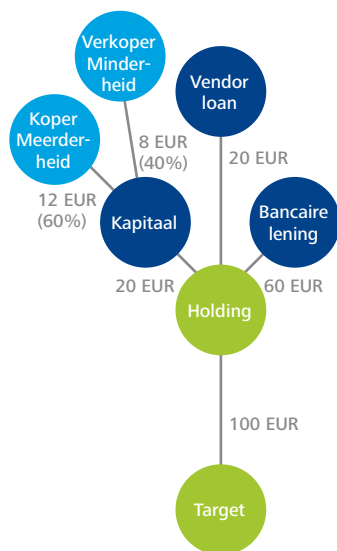 Verkoper
Minder-
heid
Vendor
loan
Koper
Meerder-
heid
8 EUR
(40%)
20 EUR
12 EUR
(60%)
Kapitaal
Bancaire
lening
20 EUR
60 EUR
Holding
100 EUR
Target